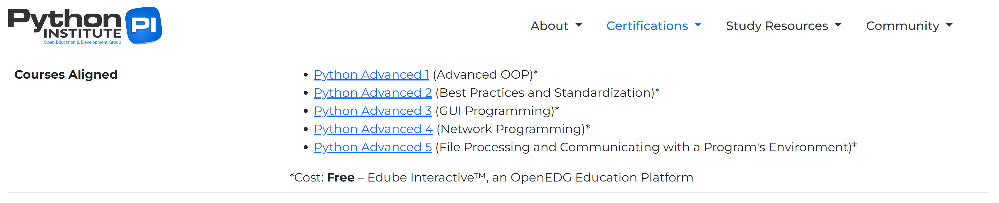 Python
INSTITUTE
Open Education & Development Group
PI
About
Certifications
Study Resources
Community
Courses Aligned
Python Advanced 1 (Advanced OOP)*
Python Advanced 2 (Best Practices and Standardization)*
Python Advanced 3 (GUI Programming)*
Python Advanced 4 (Network Programming)*
Python Advanced 5 (File Processing and Communicating with a Program's Environment)*
*Cost: Free – Edube Interactive™, an OpenEDG Education Platform